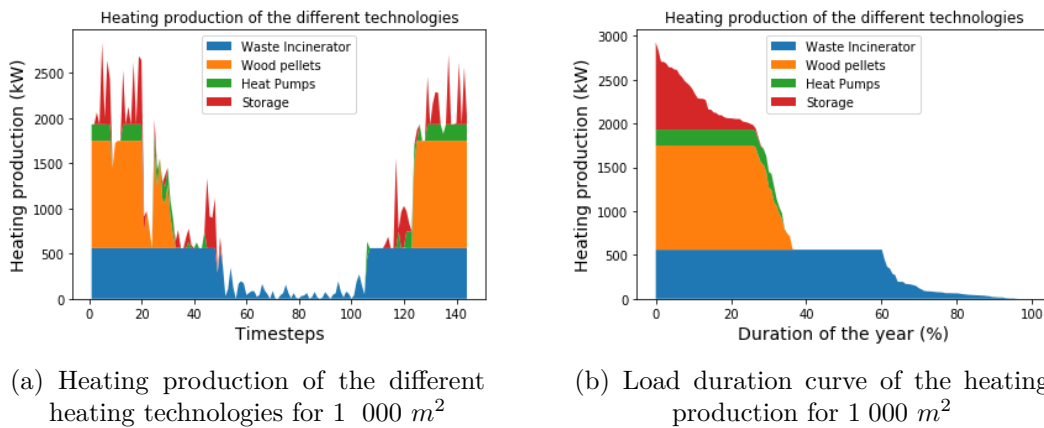 Heating production of the different technologies
Heating production (kW)
2500
2000
1500
1000
500
0
Waste Incinerator
Wood pellets
Heat Pumps
Storage
0 20 40 60 80 100 120 140
Timesteps
(a) Heating production of the different
heating technologies for 1 000 m²
Heating production of the different technologies
Heating production (kW)
3000
2500
2000
1500
1000
500
0
Waste Incinerator
Wood pellets
Heat Pumps
Storage
0 20 40 60 80 100
Duration of the year (%)
(b) Load duration curve of the heating
production for 1 000 m²